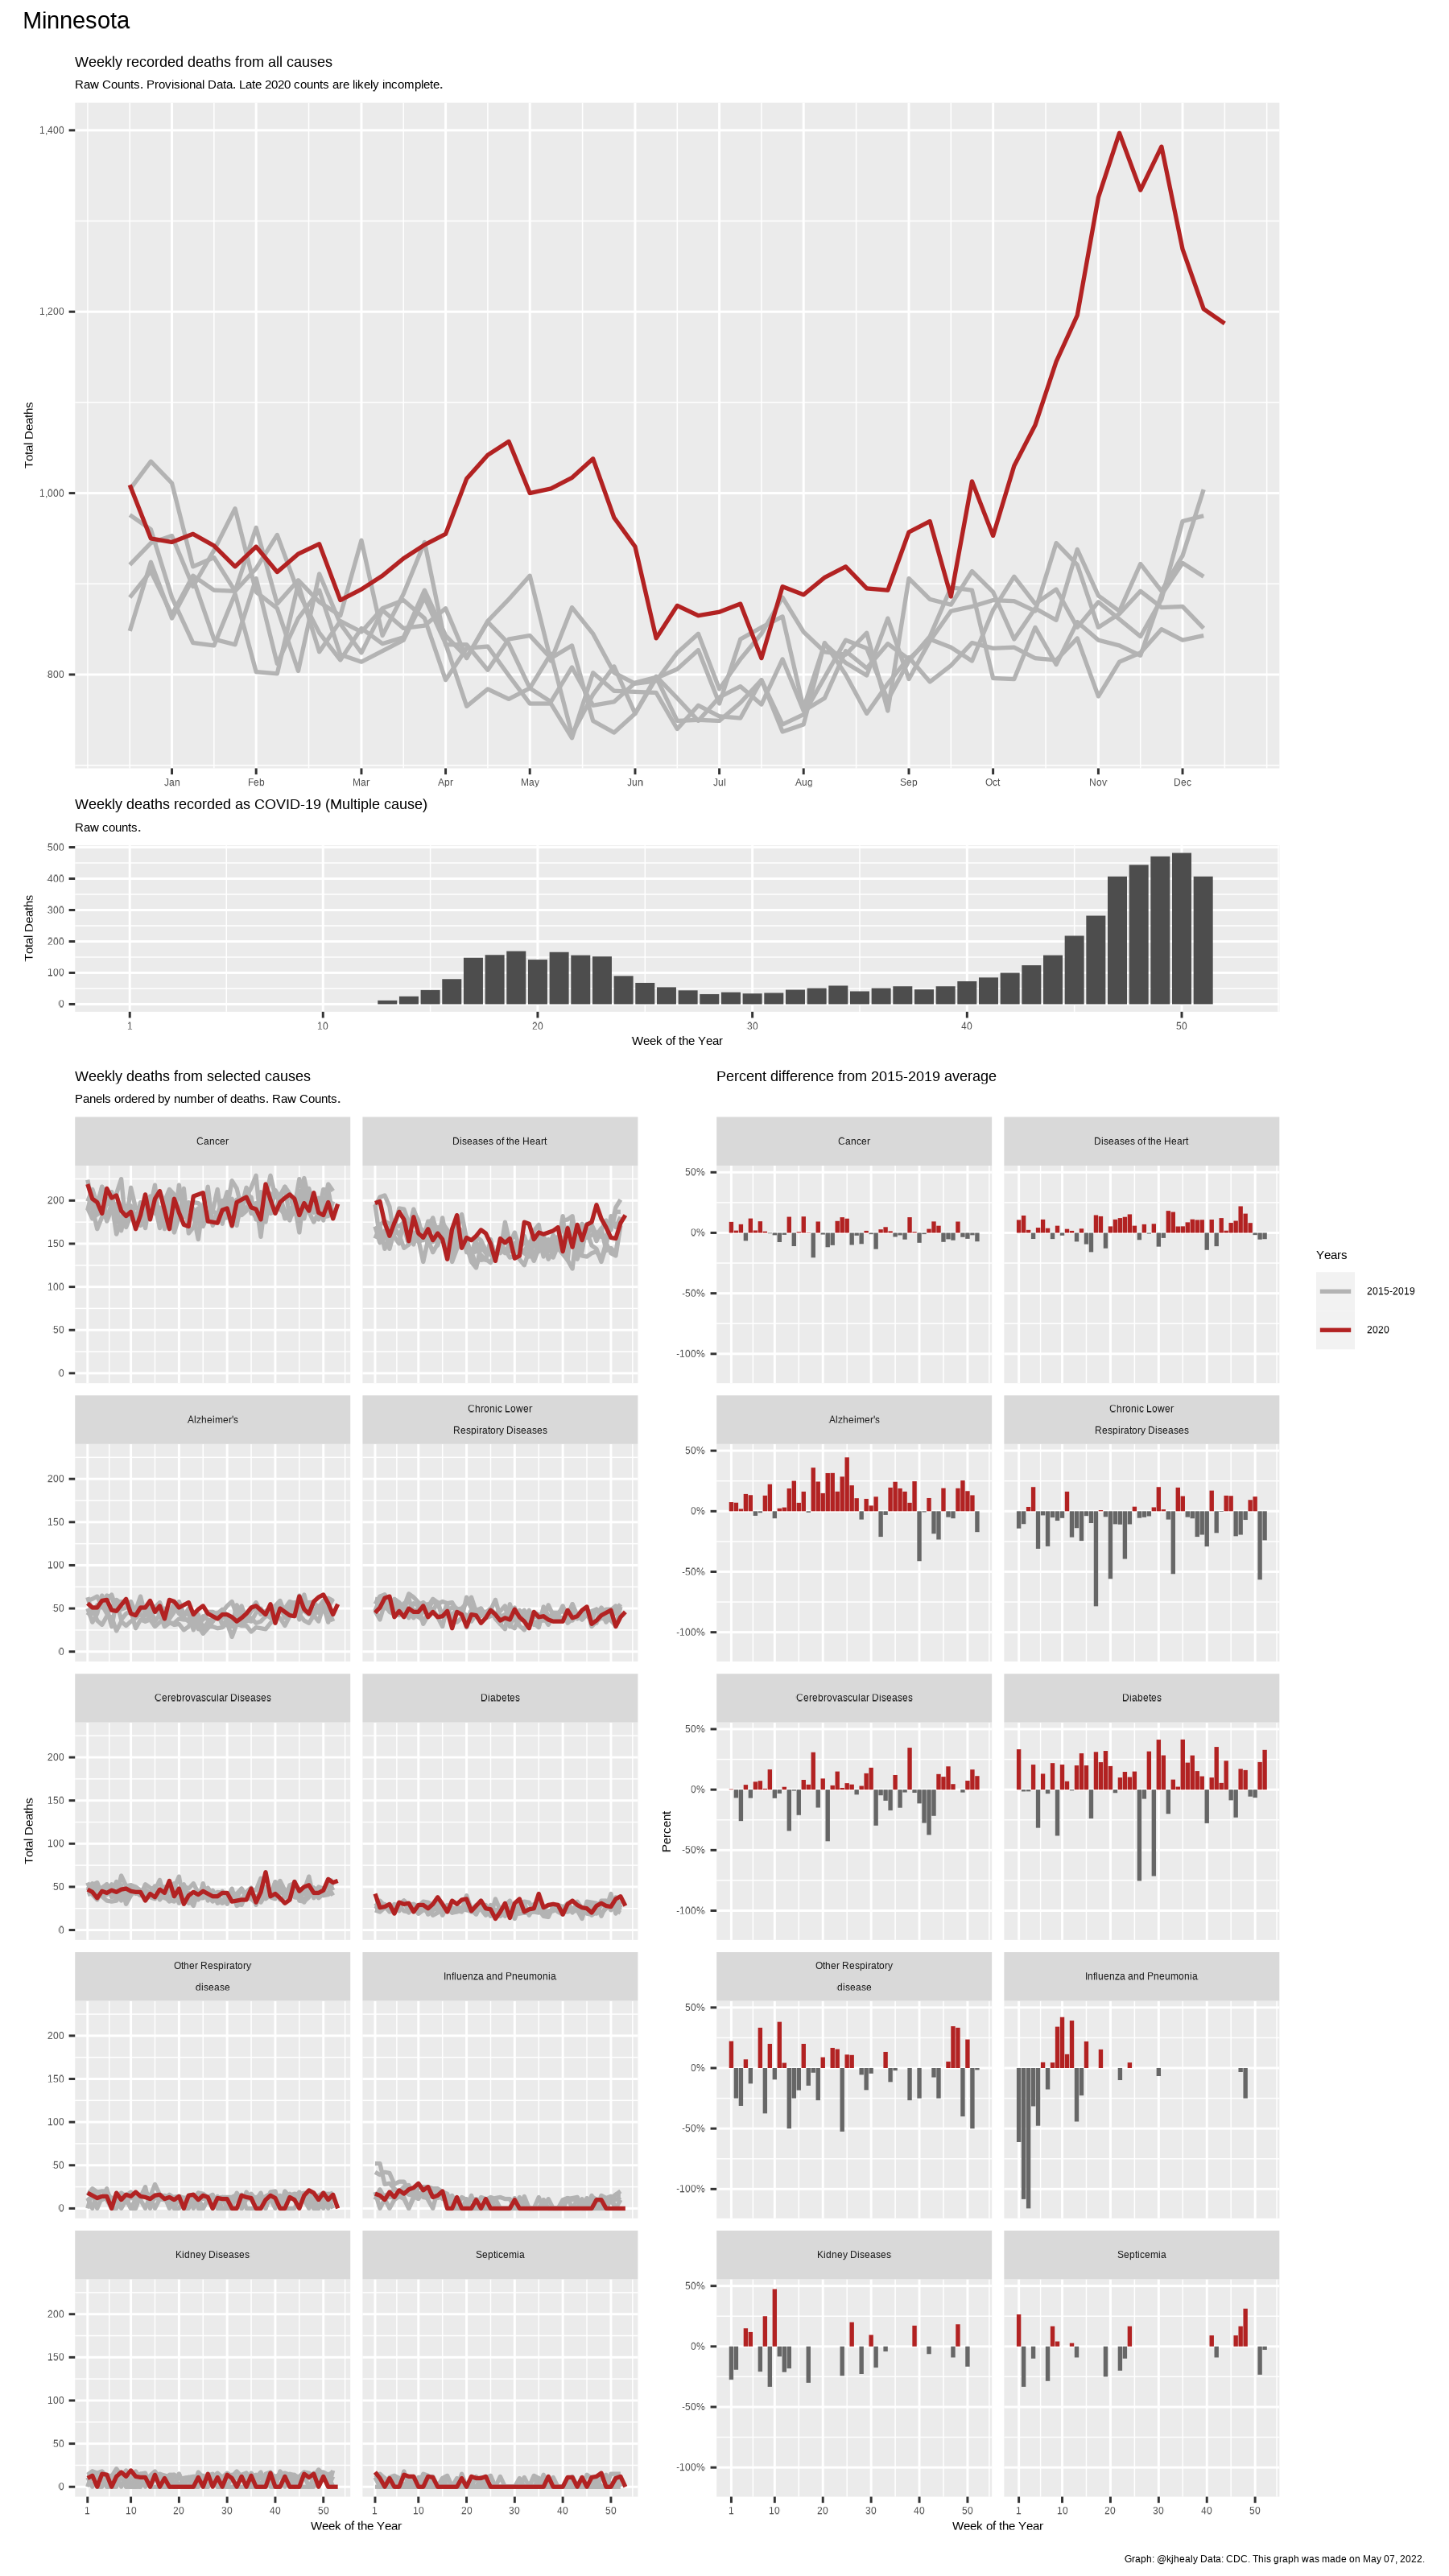 Minnesota
Weekly recorded deaths from all causes
Raw Counts. Provisional Data. Late 2020 counts are likely incomplete.
Total Deaths
1,400
1,200
1,000
800
Jan Feb Mar Apr May Jun Jul Aug Sep Oct Nov Dec
Weekly deaths recorded as COVID-19 (Multiple cause)
Raw counts.
Total Deaths
500
400
300
200
100
0
1 10 20 30 40 50
Week of the Year
Weekly deaths from selected causes
Panels ordered by number of deaths. Raw Counts.
Total Deaths
Cancer Diseases of the Heart
200
150
100
50
0
Alzheimer's Chronic Lower
Respiratory Diseases
200
150
100
50
0
Cerebrovascular Diseases Diabetes
200
150
100
50
0
Other Respiratory
disease
Influenza and Pneumonia
200
150
100
50
0
Kidney Diseases Septicemia
200
150
100
50
0
1 10 20 30 40 50 1 10 20 30 40 50
Week of the Year
Percent difference from 2015-2019 average
Percent
Cancer Diseases of the Heart
50%
0%
-50%
-100%
Alzheimer's Chronic Lower
Respiratory Diseases
50%
0%
-50%
-100%
Cerebrovascular Diseases Diabetes
50%
0%
-50%
-100%
Other Respiratory
disease
Influenza and Pneumonia
50%
0%
-50%
-100%
Kidney Diseases Septicemia
50%
0%
-50%
-100%
1 10 20 30 40 50 1 10 20 30 40 50
Week of the Year
Years
2015-2019
2020
Graph: @kjhealy Data: CDC. This graph was made on May 07, 2022.